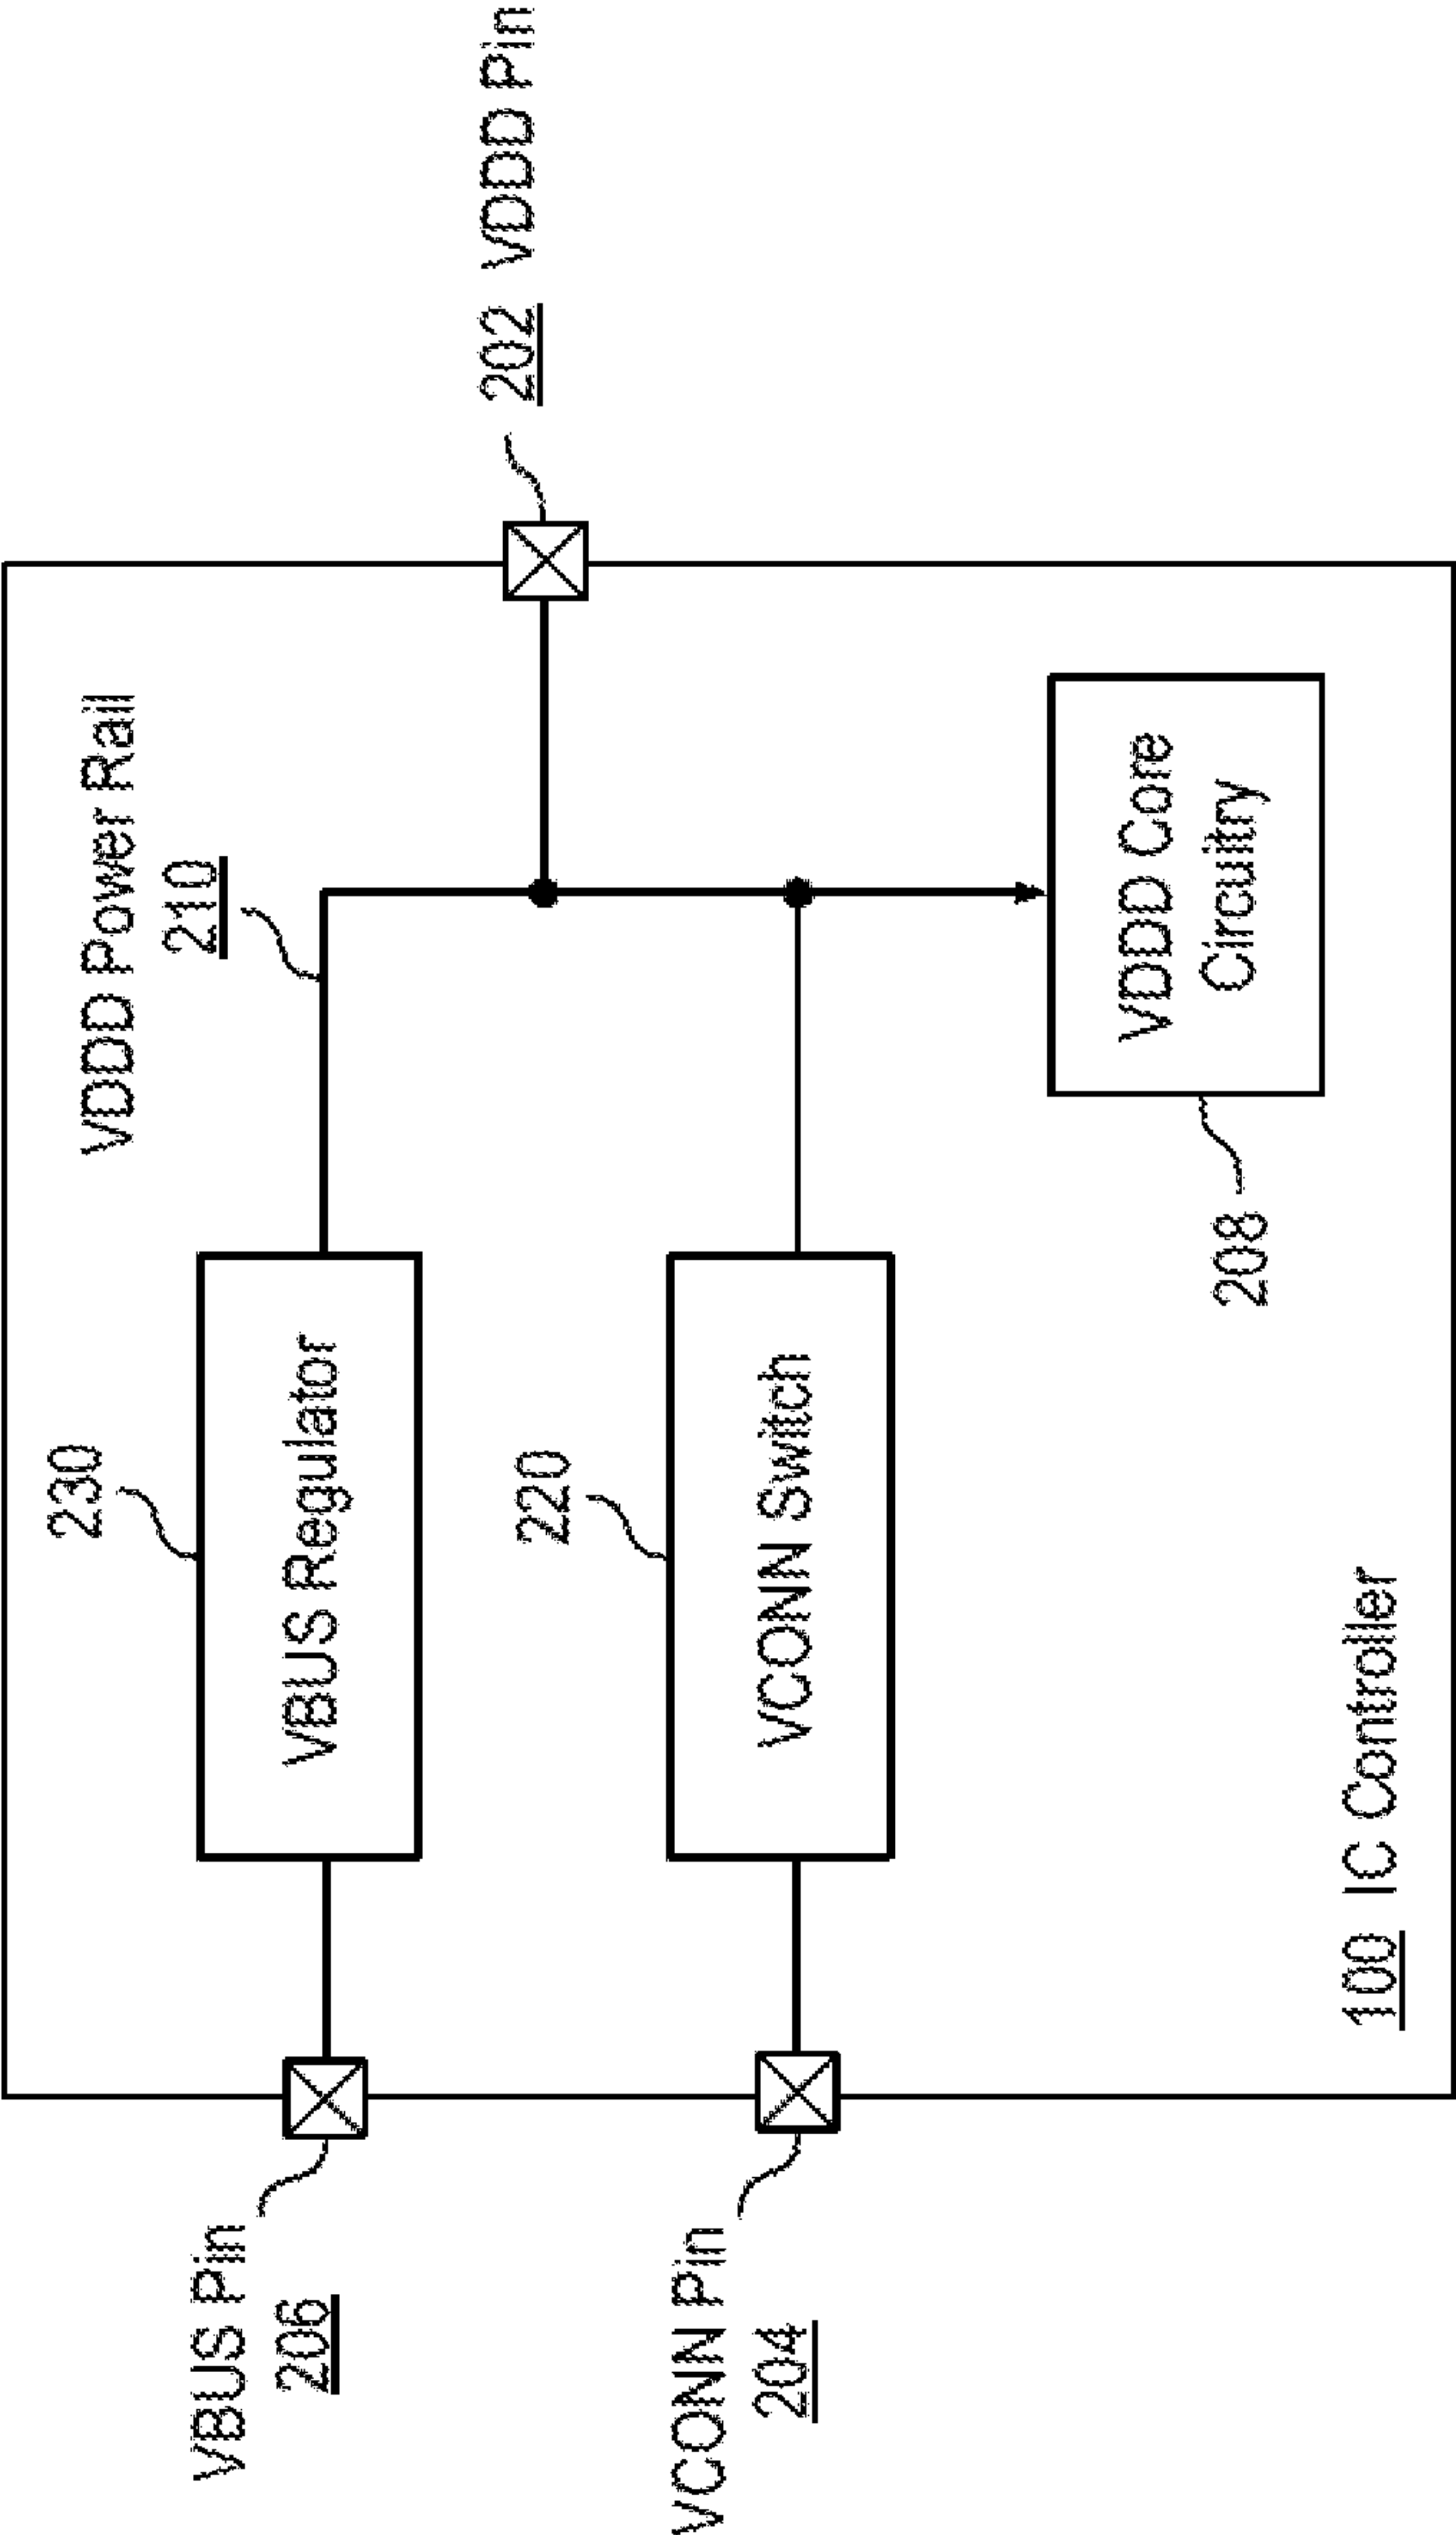 VDDD Power Rail
210
230
VBUS Pin
206
VBUS Regulator
202 VDDD Pin
220
VCONN Pin
204
VCONN Switch
VDDD Core
Circuitry
208
100 IC Controller